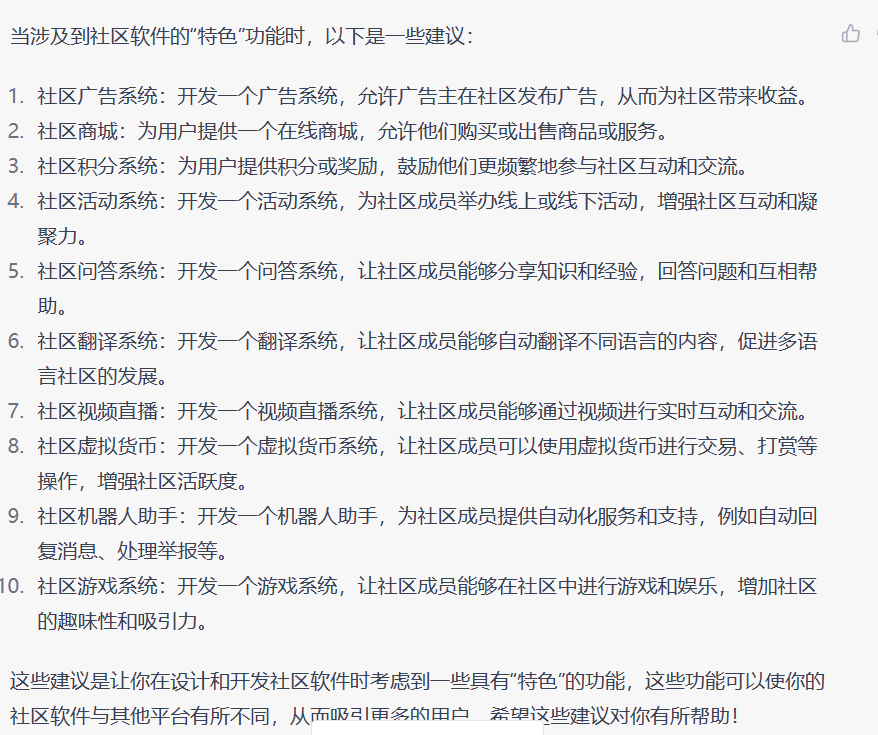 当涉及到社区软件的“特色”功能时，以下是一些建议：
1. 社区广告系统：开发一个广告系统，允许广告主在社区发布广告，从而为社区带来收益。
2. 社区商城：为用户提供一个在线商城，允许他们购买或出售商品或服务。
3. 社区积分系统：为用户提供积分或奖励，鼓励他们更频繁地参与社区互动和交流。
4. 社区活动系统：开发一个活动系统，为社区成员举办线上或线下活动，增强社区互动和凝
聚力。
5. 社区问答系统：开发一个问答系统，让社区成员能够分享知识和经验，回答问题和互相帮
助。
6. 社区翻译系统：开发一个翻译系统，让社区成员能够自动翻译不同语言的内容，促进多语
言社区的发展。
7. 社区视频直播：开发一个视频直播系统，让社区成员能够通过视频进行实时互动和交流。
8. 社区虚拟货币：开发一个虚拟货币系统，让社区成员可以使用虚拟货币进行交易、打赏等
操作，增强社区活跃度。
9. 社区机器人助手：开发一个机器人助手，为社区成员提供自动化服务和支持，例如自动回
复消息、处理举报等。
10. 社区游戏系统：开发一个游戏系统，让社区成员能够在社区中进行游戏和娱乐，增加社区
的趣味性和吸引力。
这些建议是让你在设计和开发社区软件时考虑到一些具有“特色”的功能，这些功能可以使你的
社区软件与其他平台有所不同，从而吸引更多的用户。希望这些建议对你有所帮助！